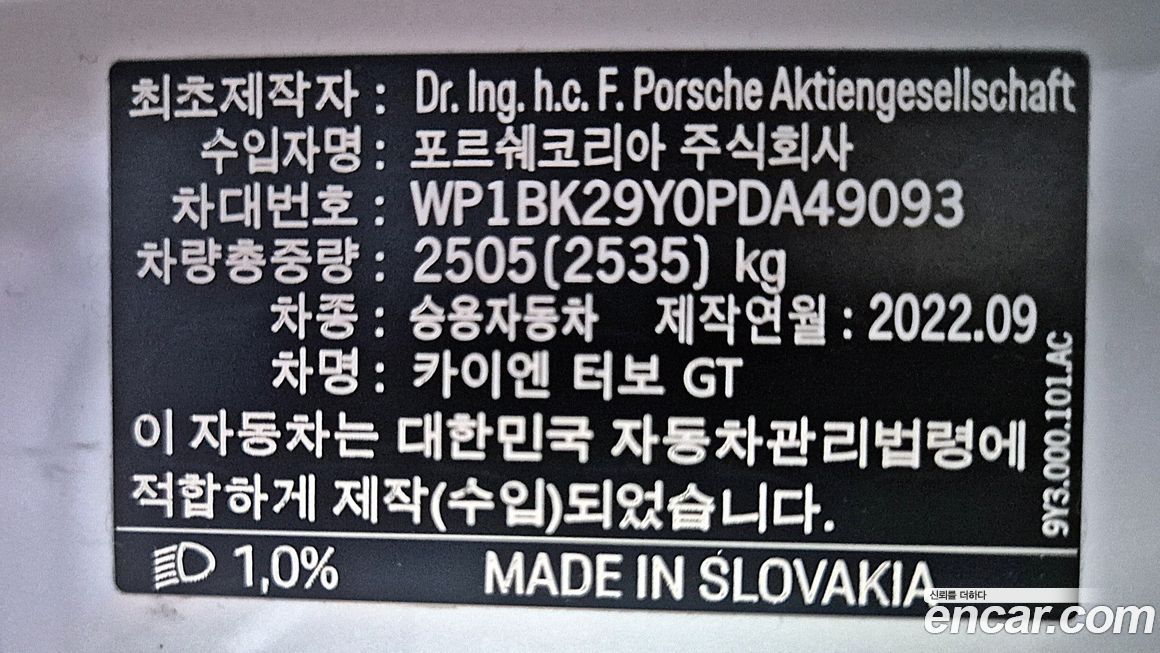 최초제작자 : Dr. Ing. h.c. F. Porsche Aktiengesellschaft
수입자명 : 포르쉐코리아 주식회사
차대번호 : WP1BK29Y0PDA49093
차량총중량 : 2505(2535) kg
차종 : 승용자동차 제작연월 : 2022.09
차명 : 카이엔 터보 GT
이 자동차는 대한민국 자동차관리법령에
적합하게 제작(수입)되었습니다.
9Y3.000.101.AC
1,0% MADE IN SLOVAKIA
신뢰를 더하다
encar.com